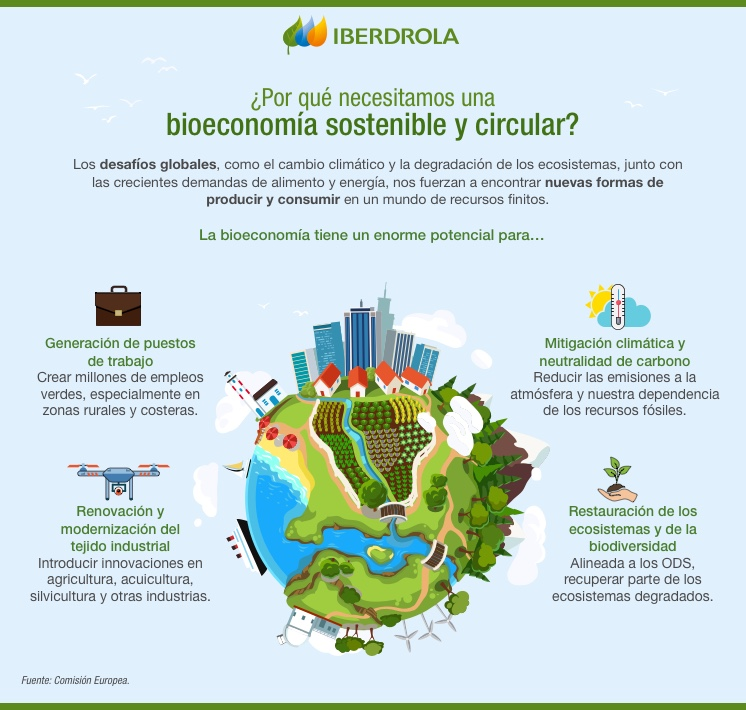 IBERDROLA
¿Por qué necesitamos una
bioeconomía sostenible y circular?
Los desafíos globales, como el cambio climático y la degradación de los ecosistemas, junto con
las crecientes demandas de alimento y energía, nos fuerzan a encontrar nuevas formas de
producir y consumir en un mundo de recursos finitos.
La bioeconomía tiene un enorme potencial para…
Generación de puestos
de trabajo
Crear millones de empleos
verdes, especialmente en
zonas rurales y costeras.
Mitigación climática y
neutralidad de carbono
Reducir las emisiones a la
atmósfera y nuestra dependencia
de los recursos fósiles.
Renovación y
modernización del
tejido industrial
Introducir innovaciones en
agricultura, acuicultura,
silvicultura y otras industrias.
Restauración de los
ecosistemas y de la
biodiversidad
Alineada a los ODS,
recuperar parte de los
ecosistemas degradados.
Fuente: Comisión Europea.